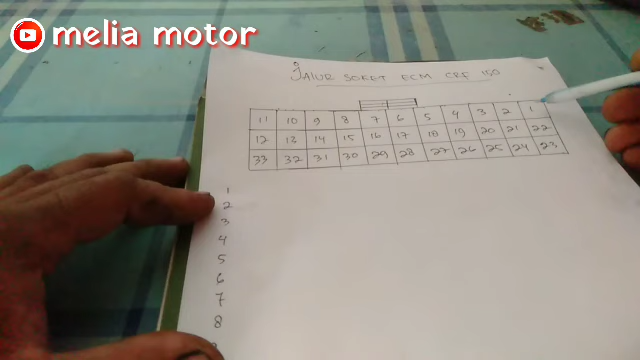 melia motor
JALUR SOKET ECM CRF 150
11 10 9 8 7 6 5 4 3 2 1
12 13 14 15 16 17 18 19 20 21 22
33 32 31 30 29 28 27 26 25 24 23
1
2
3
4
5
6
7
8